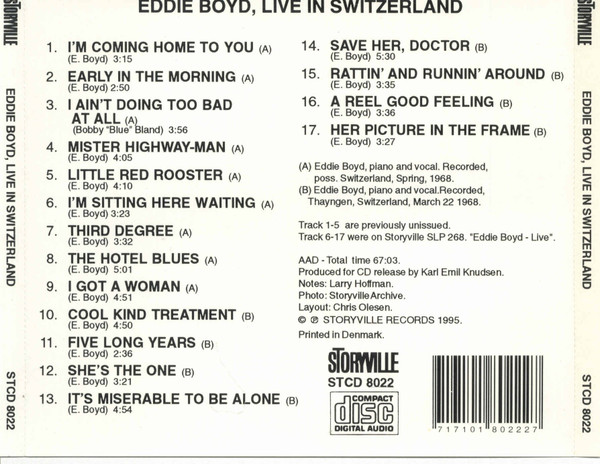 EDDIE BOYD, LIVE IN SWITZERLAND
1. I'M COMING HOME TO YOU (A)
(E. Boyd) 3:15
2. EARLY IN THE MORNING (A)
(E. Boyd) 2:50
3. I AIN'T DOING TOO BAD
AT ALL (A)
(Bobby "Blue" Bland) 3:56
4. MISTER HIGHWAY-MAN (A)
(E. Boyd) 4:05
5. LITTLE RED ROOSTER (A)
(E. Boyd) 4:10
6. I'M SITTING HERE WAITING (A)
(E. Boyd) 3:23
7. THIRD DEGREE (A)
(E. Boyd) 3:32
8. THE HOTEL BLUES (A)
(E. Boyd) 5:01
9. I GOT A WOMAN (A)
(E. Boyd) 4:51
10. COOL KIND TREATMENT (B)
(E. Boyd) 4:50
11. FIVE LONG YEARS (B)
(E. Boyd) 2:36
12. SHE'S THE ONE (B)
(E. Boyd) 3:21
13. IT'S MISERABLE TO BE ALONE (B)
(E. Boyd) 4:54
14. SAVE HER, DOCTOR (B)
(E. Boyd) 5:30
15. RATTIN' AND RUNNIN' AROUND (B)
(E. Boyd) 3:35
16. A REEL GOOD FEELING (B)
(E. Boyd) 3:36
17. HER PICTURE IN THE FRAME (B)
(E. Boyd) 3:27
(A) Eddie Boyd, piano and vocal. Recorded,
poss. Switzerland, Spring, 1968.
(B) Eddie Boyd, piano and vocal.Recorded,
Thayngen, Switzerland, March 22 1968.
Track 1-5 are previously unissued.
Track 6-17 were on Storyville SLP 268. "Eddie Boyd - Live".
AAD - Total time 67:03.
Produced for CD release by Karl Emil Knudsen.
Notes: Larry Hoffman.
Photo: Storyville Archive.
Layout: Chris Olesen.
© ℗ STORYVILLE RECORDS 1995.
Printed in Denmark.
STORYVILLE
STCD 8022
COMPACT
disc
DIGITAL AUDIO
7 17101 80222 7
STORYVILLE
EDDIE BOYD, LIVE IN SWITZERLAND
STCD 8022
STORYVILLE
EDDIE BOYD, LIVE IN SWITZERLAND
STCD 8022